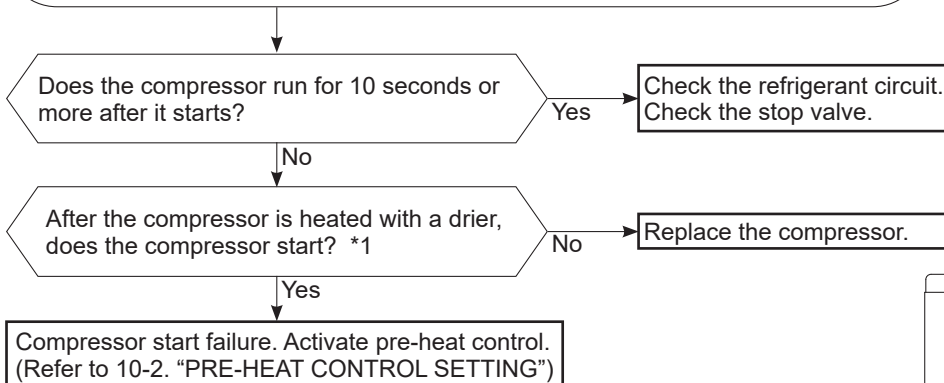 Does the compressor run for 10 seconds or
more after it starts?
Yes
Check the refrigerant circuit.
Check the stop valve.
No
After the compressor is heated with a drier,
does the compressor start? *1
No
Replace the compressor.
Yes
Compressor start failure. Activate pre-heat control.
(Refer to 10-2. “PRE-HEAT CONTROL SETTING”)